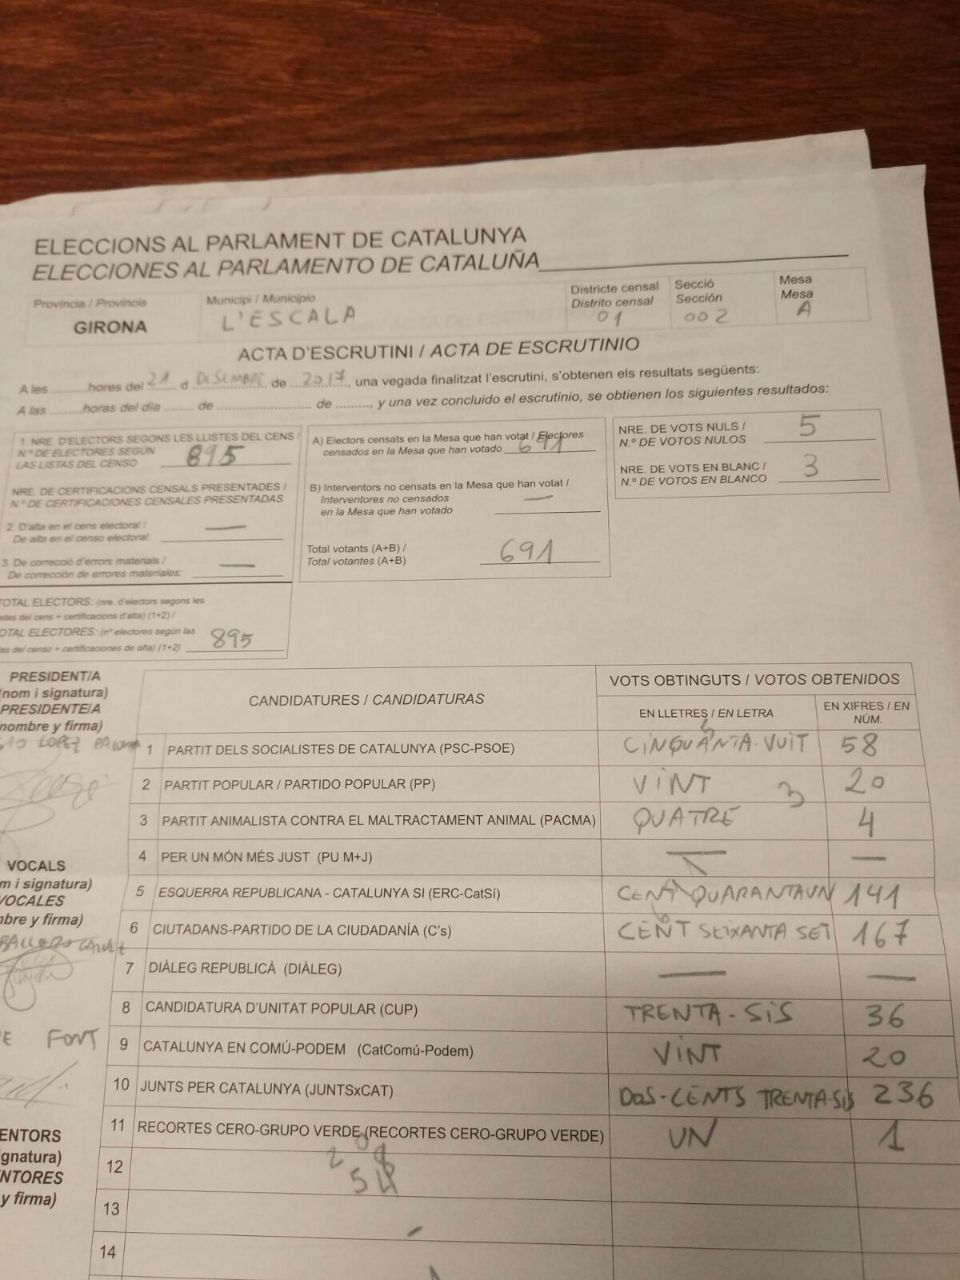 ELECCIONS AL PARLAMENT DE CATALUNYA
ELECCIONES AL PARLAMENTO DE CATALUÑA
Província / Provincia
GIRONA
Municipi / Municipio
L'ESCALA
Districte censal
Distrito censal
01
Secció
Sección
002
Mesa
Mesa
A
ACTA D'ESCRUTINI / ACTA DE ESCRUTINIO
A les ........... hores del 21 d DESEMBRE de 2017, una vegada finalitzat l'escrutini, s'obtenen els resultats següents:
A las ........... horas del día ........ de ........................... de .........., y una vez concluido el escrutinio, se obtienen los siguientes resultados:
1. NRE. D'ELECTORS SEGONS LES LLISTES DEL CENS /
N.º DE ELECTORES SEGÚN
LAS LISTAS DEL CENSO 895
NRE. DE CERTIFICACIONS CENSALS PRESENTADES /
N.º DE CERTIFICACIONES CENSALES PRESENTADAS
2. D'alta en el cens electoral /
De alta en el censo electoral: —
3. De correcció d'errors materials /
De corrección de errores materiales: —
TOTAL ELECTORS: (nre. d'electors segons les
stes del cens + certificacions d'alta) (1+2) /
OTAL ELECTORES: (nº electores según las
as del censo + certificaciones de alta) (1+2) 895
A) Electors censats en la Mesa que han votat / Electores
censados en la Mesa que han votado 691
B) Interventors no censats en la Mesa que han votat /
Interventores no censados
en la Mesa que han votado —
Total votants (A+B) /
Total votantes (A+B) 691
NRE. DE VOTS NULS /
N.º DE VOTOS NULOS 5
NRE. DE VOTS EN BLANC /
N.º DE VOTOS EN BLANCO 3
PRESIDENT/A
(nom i signatura)
PRESIDENTE/A
nombre y firma)
LOPEZ
VOCALS
m i signatura)
VOCALES
mbre y firma)
FONT
ENTORS
gnatura)
NTORES
y firma)
CANDIDATURES / CANDIDATURAS
VOTS OBTINGUTS / VOTOS OBTENIDOS
EN LLETRES / EN LETRA
EN XIFRES / EN NÚM.
1 PARTIT DELS SOCIALISTES DE CATALUNYA (PSC-PSOE) CINQUANTA-VUIT 58
2 PARTIT POPULAR / PARTIDO POPULAR (PP) VINT 3 20
3 PARTIT ANIMALISTA CONTRA EL MALTRACTAMENT ANIMAL (PACMA) QUATRE 4
4 PER UN MÓN MÉS JUST (PU M+J) — —
5 ESQUERRA REPUBLICANA - CATALUNYA SI (ERC-CatSí) CENT QUARANTAUN 141
6 CIUTADANS-PARTIDO DE LA CIUDADANÍA (C's) CENT SEIXANTA SET 167
7 DIÀLEG REPUBLICÀ (DIÀLEG) — —
8 CANDIDATURA D'UNITAT POPULAR (CUP) TRENTA-SIS 36
9 CATALUNYA EN COMÚ-PODEM (CatComú-Podem) VINT 20
10 JUNTS PER CATALUNYA (JUNTSxCAT) DOS-CENTS TRENTA-SIS 236
11 RECORTES CERO-GRUPO VERDE (RECORTES CERO-GRUPO VERDE) UN 1
12
13
14